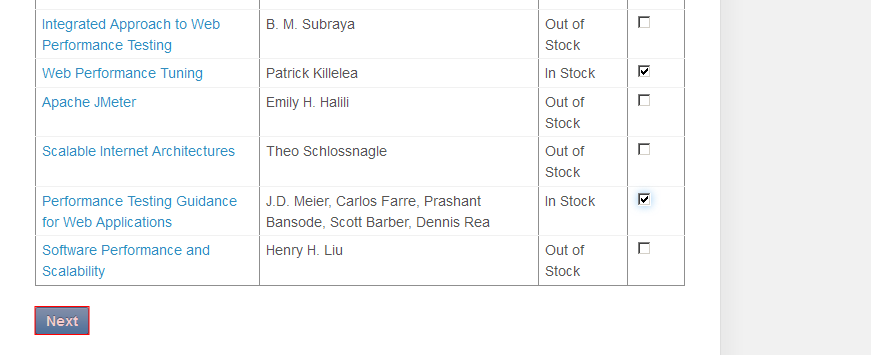 Integrated Approach to Web B. M. Subraya Out of
Performance Testing Stock
Web Performance Tuning Patrick Killelea In Stock
Apache JMeter Emily H. Halili Out of
Stock
Scalable Internet Architectures Theo Schlossnagle Out of
Stock
Performance Testing Guidance J.D. Meier, Carlos Farre, Prashant In Stock
for Web Applications Bansode, Scott Barber, Dennis Rea
Software Performance and Henry H. Liu Out of
Scalability Stock
Next